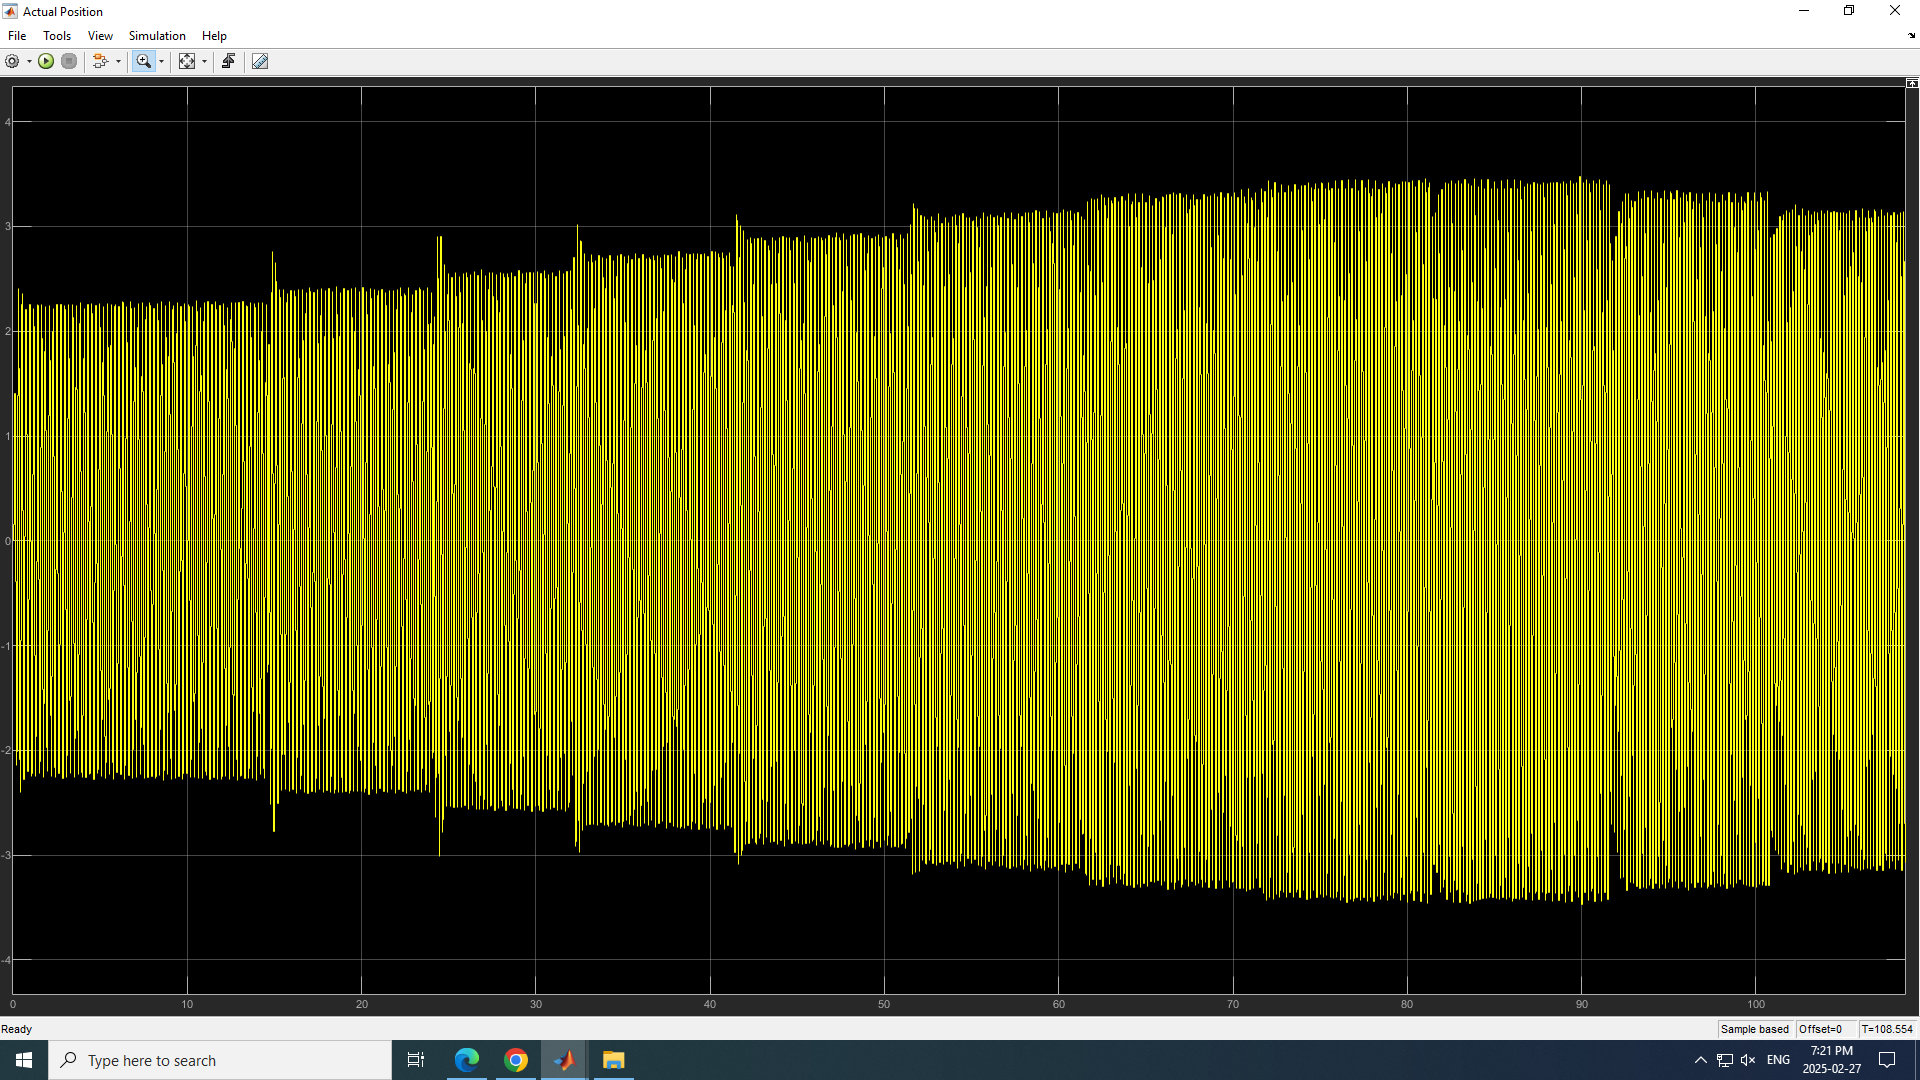 Actual Position
File Tools View Simulation Help
4
3
2
1
0
-1
-2
-3
-4
0 10 20 30 40 50 60 70 80 90 100
Ready
Sample based Offset=0 T=108.554
Type here to search
ENG
7:21 PM
2025-02-27